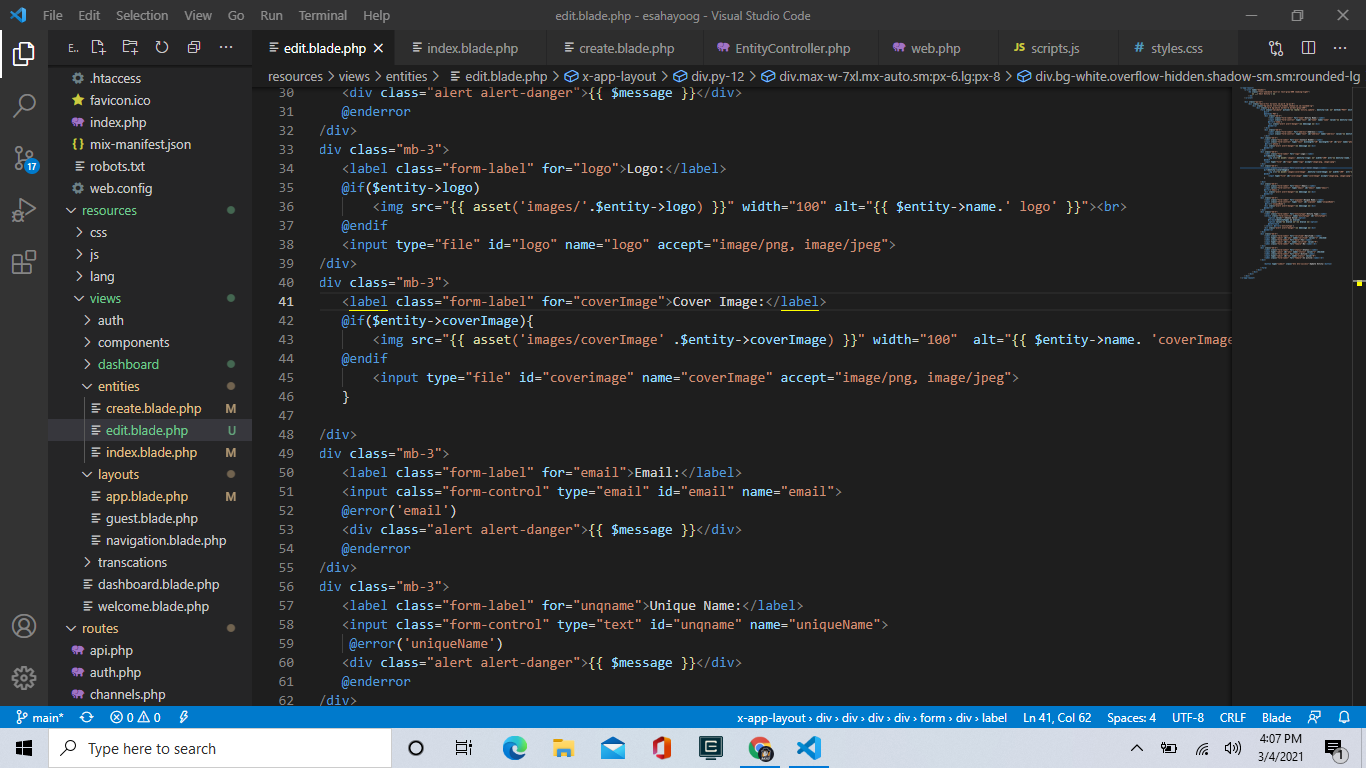 File Edit Selection View Go Run Terminal Help
edit.blade.php - esahayoog - Visual Studio Code
E..
edit.blade.php
index.blade.php
create.blade.php
EntityController.php
web.php
JS scripts.js
# styles.css
resources > views > entities > edit.blade.php > x-app-layout > div.py-12 > div.max-w-7xl.mx-auto.sm:px-6.lg:px-8 > div.bg-white.overflow-hidden.shadow-sm.sm:rounded-lg
.htaccess
favicon.ico
index.php
{} mix-manifest.json
robots.txt
web.config
resources
css
js
lang
views
auth
components
dashboard
entities
create.blade.php M
edit.blade.php U
index.blade.php M
layouts
app.blade.php M
guest.blade.php
navigation.blade.php
transcations
dashboard.blade.php
welcome.blade.php
routes
api.php
auth.php
channels.php
17
30 <div class="alert alert-danger">{{ $message }}</div>
31 @enderror
32 /div>
33 div class="mb-3">
34 <label class="form-label" for="logo">Logo:</label>
35 @if($entity->logo)
36 <img src="{{ asset('images/'.$entity->logo) }}" width="100" alt="{{ $entity->name.' logo' }}"><br>
37 @endif
38 <input type="file" id="logo" name="logo" accept="image/png, image/jpeg">
39 /div>
40 div class="mb-3">
41 <label class="form-label" for="coverImage">Cover Image:</label>
42 @if($entity->coverImage){
43 <img src="{{ asset('images/coverImage' .$entity->coverImage) }}" width="100"  alt="{{ $entity->name. 'coverImage
44 @endif
45 <input type="file" id="coverimage" name="coverImage" accept="image/png, image/jpeg">
46 }
47
48 /div>
49 div class="mb-3">
50 <label class="form-label" for="email">Email:</label>
51 <input calss="form-control" type="email" id="email" name="email">
52 @error('email')
53 <div class="alert alert-danger">{{ $message }}</div>
54 @enderror
55 /div>
56 div class="mb-3">
57 <label class="form-label" for="unqname">Unique Name:</label>
58 <input class="form-control" type="text" id="unqname" name="uniqueName">
59 @error('uniqueName')
60 <div class="alert alert-danger">{{ $message }}</div>
61 @enderror
62 /div>
main* 0 0 x-app-layout › div › div › div › div › form › div › label Ln 41, Col 62 Spaces: 4 UTF-8 CRLF Blade
Type here to search
4:07 PM
3/4/2021
1